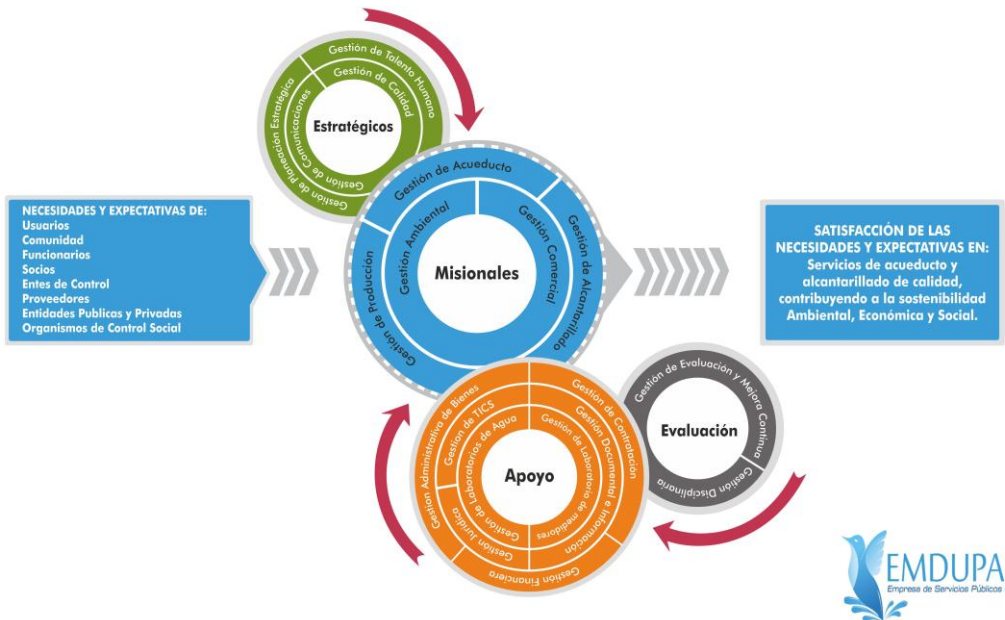 Gestión de Talento Humano
Gestión de Calidad
Gestión de Planeación Estratégica
Gestión de Comunicaciones
Estratégicos
NECESIDADES Y EXPECTATIVAS DE:
Usuarios
Comunidad
Funcionarios
Socios
Entes de Control
Proveedores
Entidades Publicas y Privadas
Organismos de Control Social
Gestión de Acueducto
Gestión Ambiental
Gestión Comercial
Gestión de Producción
Gestión de Alcantarillado
Misionales
SATISFACCIÓN DE LAS
NECESIDADES Y EXPECTATIVAS EN:
Servicios de acueducto y
alcantarillado de calidad,
contribuyendo a la sostenibilidad
Ambiental, Económica y Social.
Gestión Administrativa de Bienes
Gestión de Contratación
Gestion de TICS
Gestión Documental e Información
Gestión de Laboratorios de Agua
Gestión de Laboratorio de medidores
Gestión Jurídica
Gestión Financiera
Apoyo
Gestión de Evaluación y Mejora Continua
Gestión Disciplinaria
Evaluación
EMDUPA
Empresa de Servicios Públicos